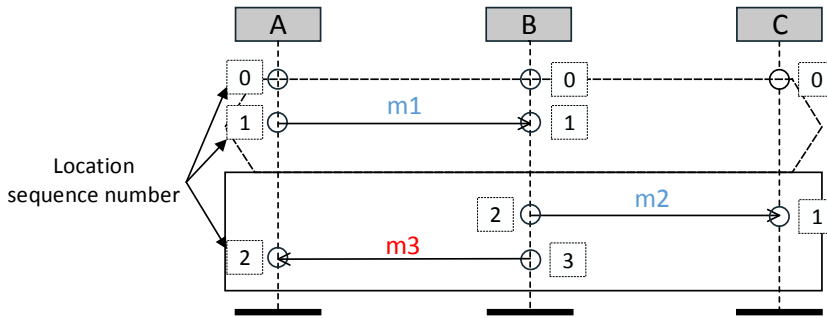 A B C
0 0 0
m1
1 1
Location
sequence number
m2
2 1
m3
2 3